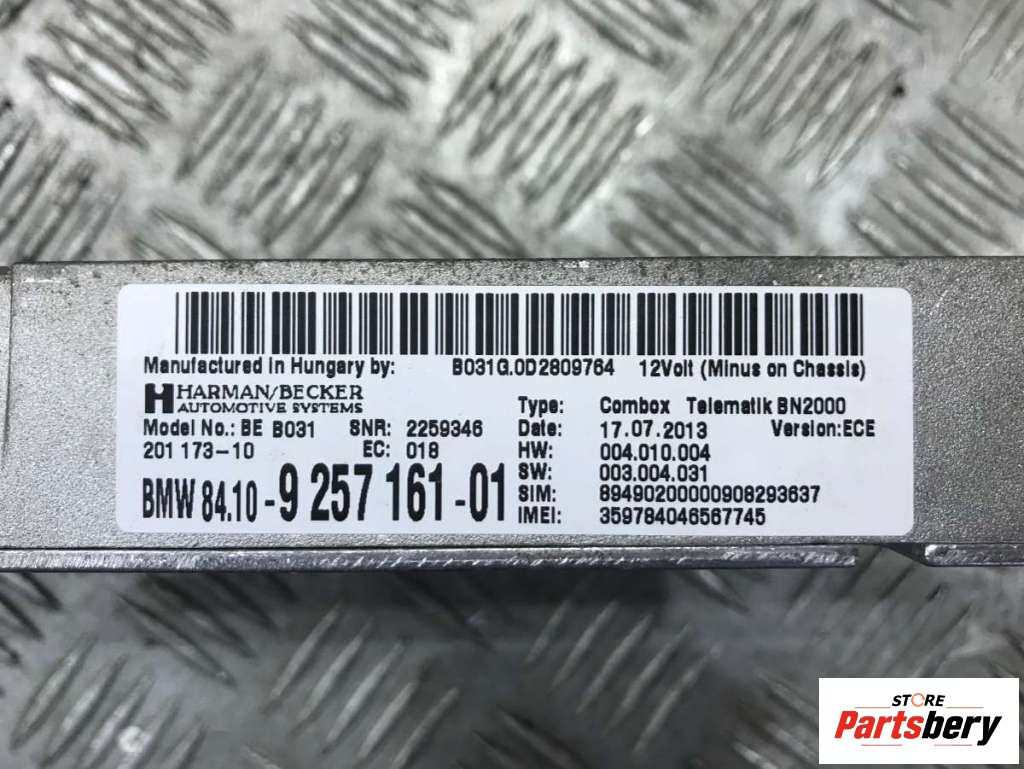 Manufactured in Hungary by: B031G.0D2809764 12Volt (Minus on Chassis)
HARMAN/BECKER
AUTOMOTIVE SYSTEMS
Model No.: BE B031 SNR: 2259346
201 173-10 EC: 018
BMW 84.10-9 257 161-01
Type: Combox Telematik BN2000
Date: 17.07.2013 Version:ECE
HW: 004.010.004
SW: 003.004.031
SIM: 89490200000908293637
IMEI: 359784046567745
STORE
Partsbery